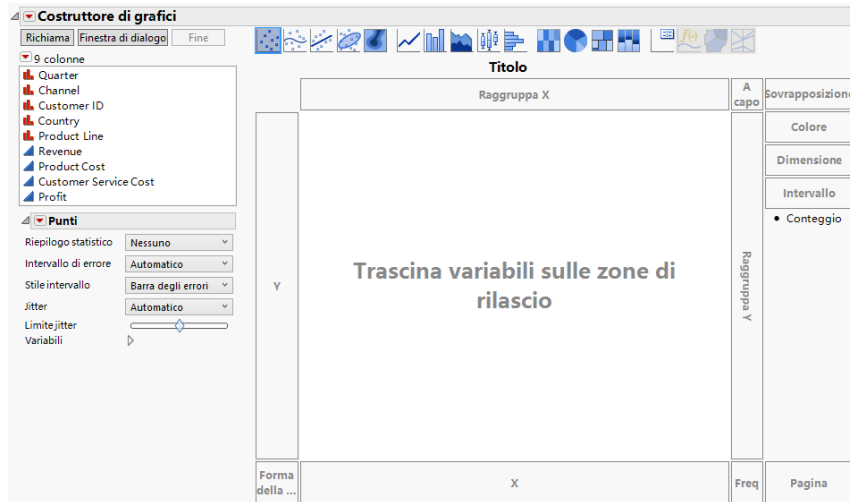 Costruttore di grafici
Richiama Finestra di dialogo Fine
9 colonne
Quarter
Channel
Customer ID
Country
Product Line
Revenue
Product Cost
Customer Service Cost
Profit
Punti
Riepilogo statistico Nessuno
Intervallo di errore Automatico
Stile intervallo Barra degli errori
Jitter Automatico
Limite jitter
Variabili
Titolo
Raggruppa X
A
capo
Sovrapposizione
Colore
Dimensione
Intervallo
• Conteggio
Y
Trascina variabili sulle zone di
rilascio
Raggruppa Y
Forma
della ...
X
Freq
Pagina